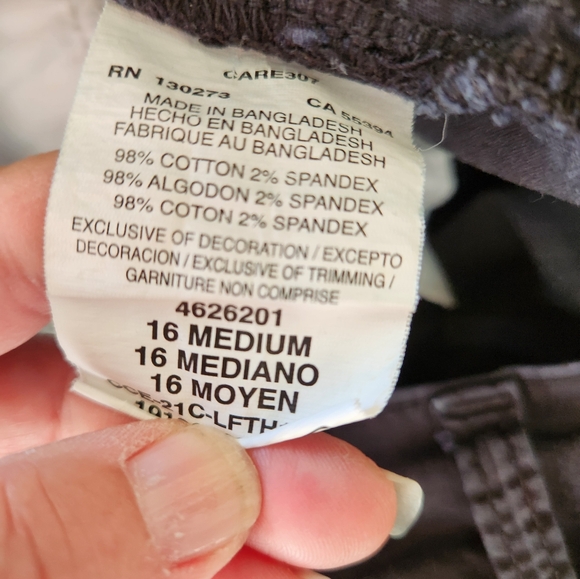 CARE307
RN 130273 CA 55394
MADE IN BANGLADESH
HECHO EN BANGLADESH
FABRIQUE AU BANGLADESH
98% COTTON 2% SPANDEX
98% ALGODON 2% SPANDEX
98% COTON 2% SPANDEX
EXCLUSIVE OF DECORATION / EXCEPTO
DECORACION / EXCLUSIVE OF TRIMMING /
GARNITURE NON COMPRISE
4626201
16 MEDIUM
16 MEDIANO
16 MOYEN